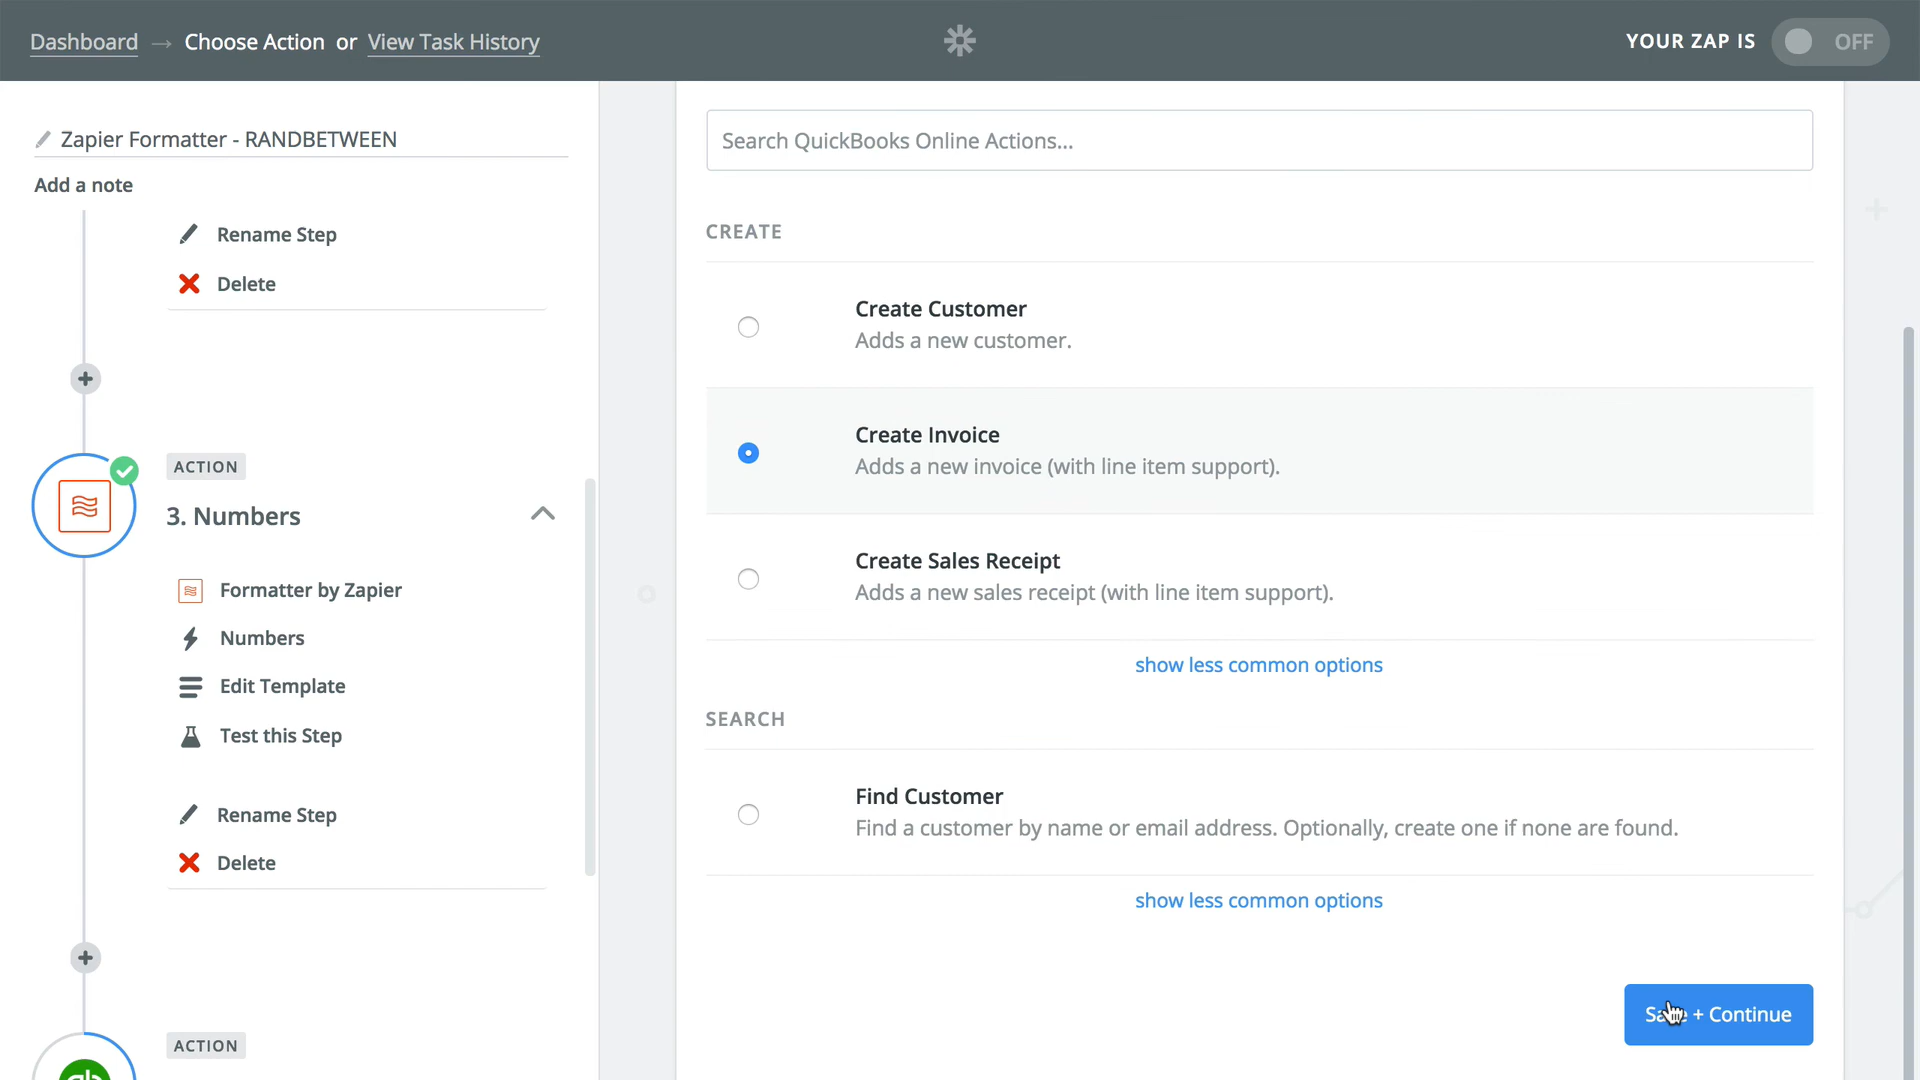 Dashboard → Choose Action or View Task History
YOUR ZAP IS OFF
Zapier Formatter - RANDBETWEEN
Add a note
Rename Step
Delete
ACTION
3. Numbers
Formatter by Zapier
Numbers
Edit Template
Test this Step
Rename Step
Delete
ACTION
Search QuickBooks Online Actions...
CREATE
Create Customer
Adds a new customer.
Create Invoice
Adds a new invoice (with line item support).
Create Sales Receipt
Adds a new sales receipt (with line item support).
show less common options
SEARCH
Find Customer
Find a customer by name or email address. Optionally, create one if none are found.
show less common options
Save + Continue